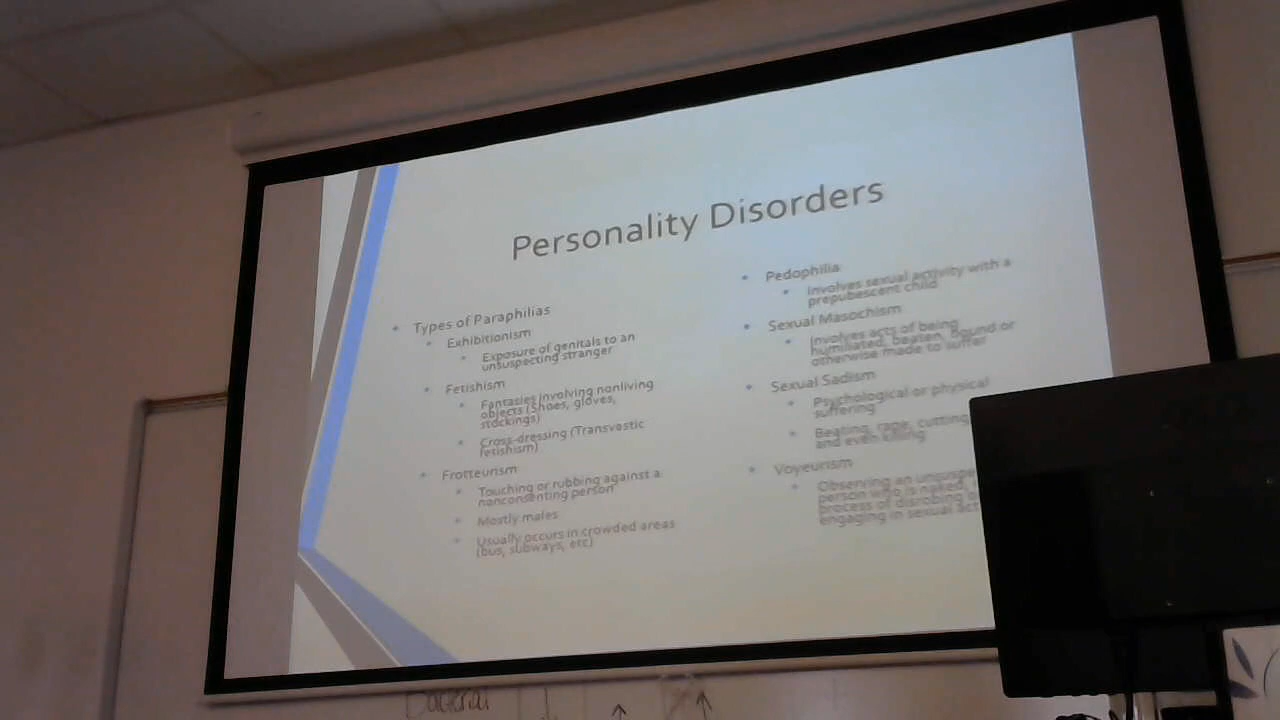 Personality Disorders
Types of Paraphilias
Exhibitionism
Exposure of genitals to an
unsuspecting stranger
Fetishism
Fantasies involving nonliving
objects (Shoes, gloves,
stockings)
Cross-dressing (Transvestic
fetishism)
Frotteurism
Touching or rubbing against a
nonconsenting person
Mostly males
Usually occurs in crowded areas
(bus, subways, etc)
Pedophilia
Involves sexual activity with a
prepubescent child
Sexual Masochism
Involves acts of being
humiliated, beaten, bound or
otherwise made to suffer
Sexual Sadism
Psychological or physical
suffering
Beating, rape, cutting
and even killing
Voyeurism
Observing an
person who is
process of disrobing
engaging in sexual act